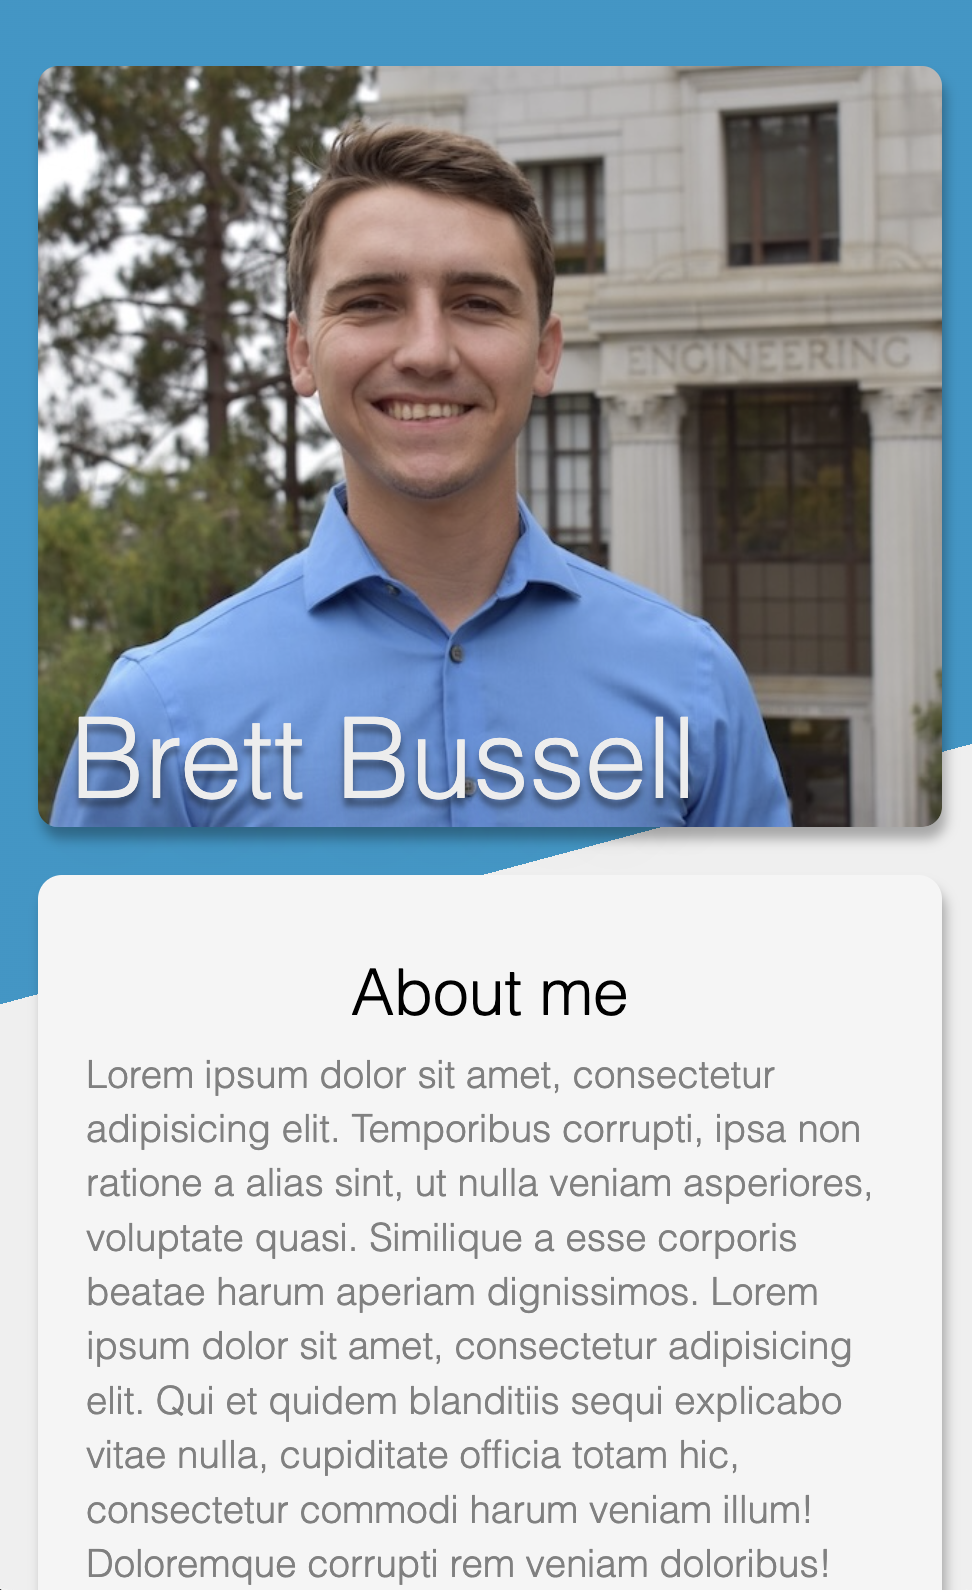 ENGINEERING
Brett Bussell
About me
Lorem ipsum dolor sit amet, consectetur
adipisicing elit. Temporibus corrupti, ipsa non
ratione a alias sint, ut nulla veniam asperiores,
voluptate quasi. Similique a esse corporis
beatae harum aperiam dignissimos. Lorem
ipsum dolor sit amet, consectetur adipisicing
elit. Qui et quidem blanditiis sequi explicabo
vitae nulla, cupiditate officia totam hic,
consectetur commodi harum veniam illum!
Doloremque corrupti rem veniam doloribus!